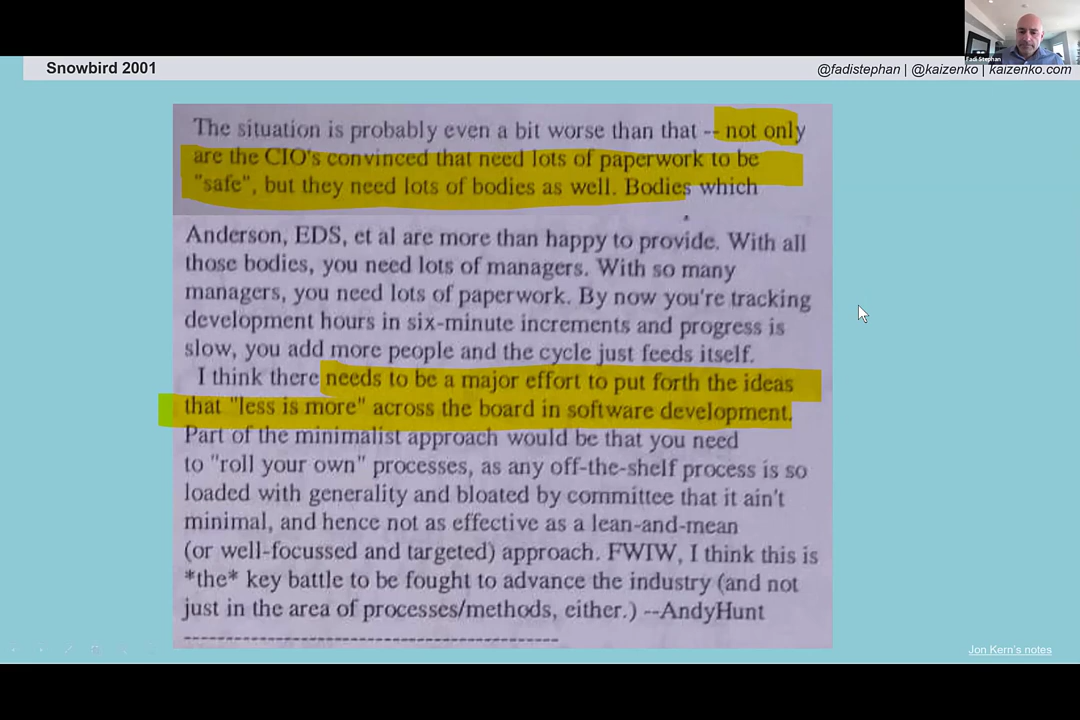 Snowbird 2001
@fadistephan | @kaizenko | kaizenko.com
Fadi Stephan
The situation is probably even a bit worse than that -- not only
are the CIO's convinced that need lots of paperwork to be
"safe", but they need lots of bodies as well. Bodies which
Anderson, EDS, et al are more than happy to provide. With all
those bodies, you need lots of managers. With so many
managers, you need lots of paperwork. By now you're tracking
development hours in six-minute increments and progress is
slow, you add more people and the cycle just feeds itself.
I think there needs to be a major effort to put forth the ideas
that "less is more" across the board in software development.
Part of the minimalist approach would be that you need
to "roll your own" processes, as any off-the-shelf process is so
loaded with generality and bloated by committee that it ain't
minimal, and hence not as effective as a lean-and-mean
(or well-focussed and targeted) approach. FWIW, I think this is
*the* key battle to be fought to advance the industry (and not
just in the area of processes/methods, either.) --AndyHunt
--------------------------------------------
Jon Kern's notes